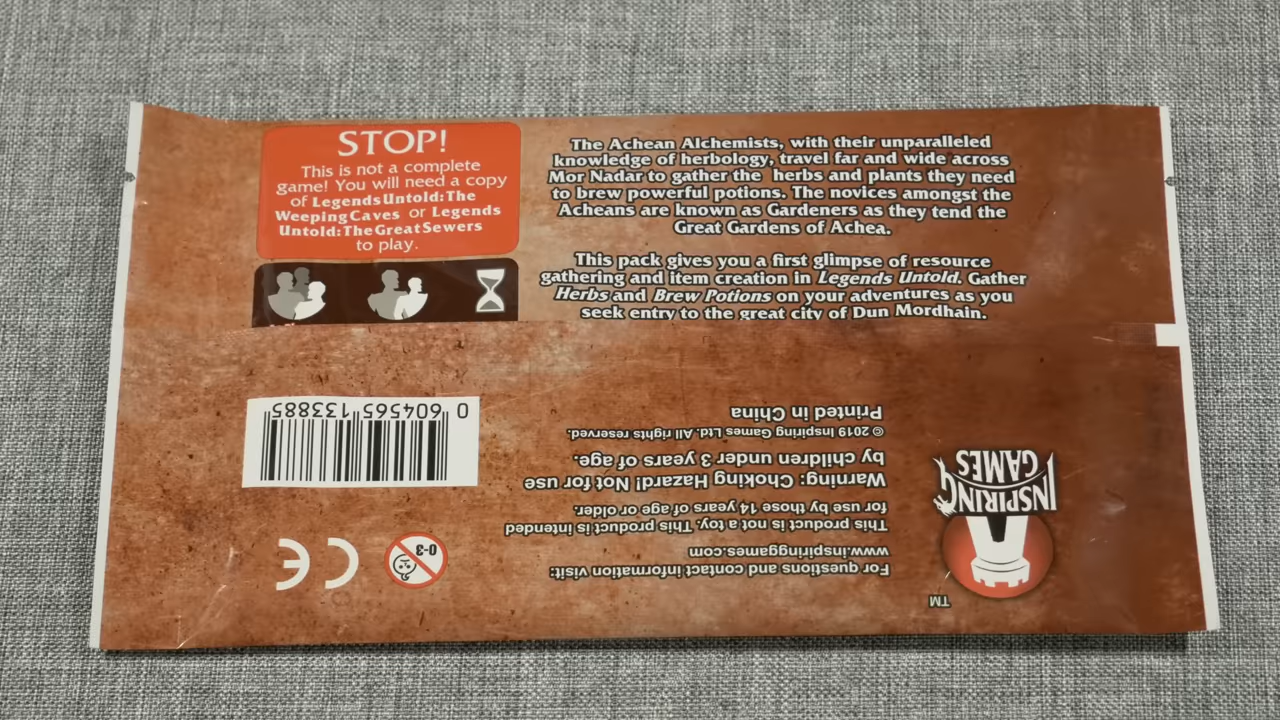 STOP!
This is not a complete
game! You will need a copy
of Legends Untold: The
Weeping Caves or Legends
Untold: The Great Sewers
to play.
The Achean Alchemists, with their unparalleled
knowledge of herbology, travel far and wide across
Mor Nadar to gather the herbs and plants they need
to brew powerful potions. The novices amongst the
Acheans are known as Gardeners as they tend the
Great Gardens of Achea.
This pack gives you a first glimpse of resource
gathering and item creation in Legends Untold. Gather
Herbs and Brew Potions on your adventures as you
seek entry to the great city of Dun Mordhain.
TM
INSPIRING
GAMES
For questions and contact information visit:
www.inspiringgames.com
This product is not a toy. This product is intended
for use by those 14 years of age or older.
Warning: Choking Hazard! Not for use
by children under 3 years of age.
© 2019 Inspiring Games Ltd. All rights reserved.
Printed in China
0-3
CE
0 604565 133885